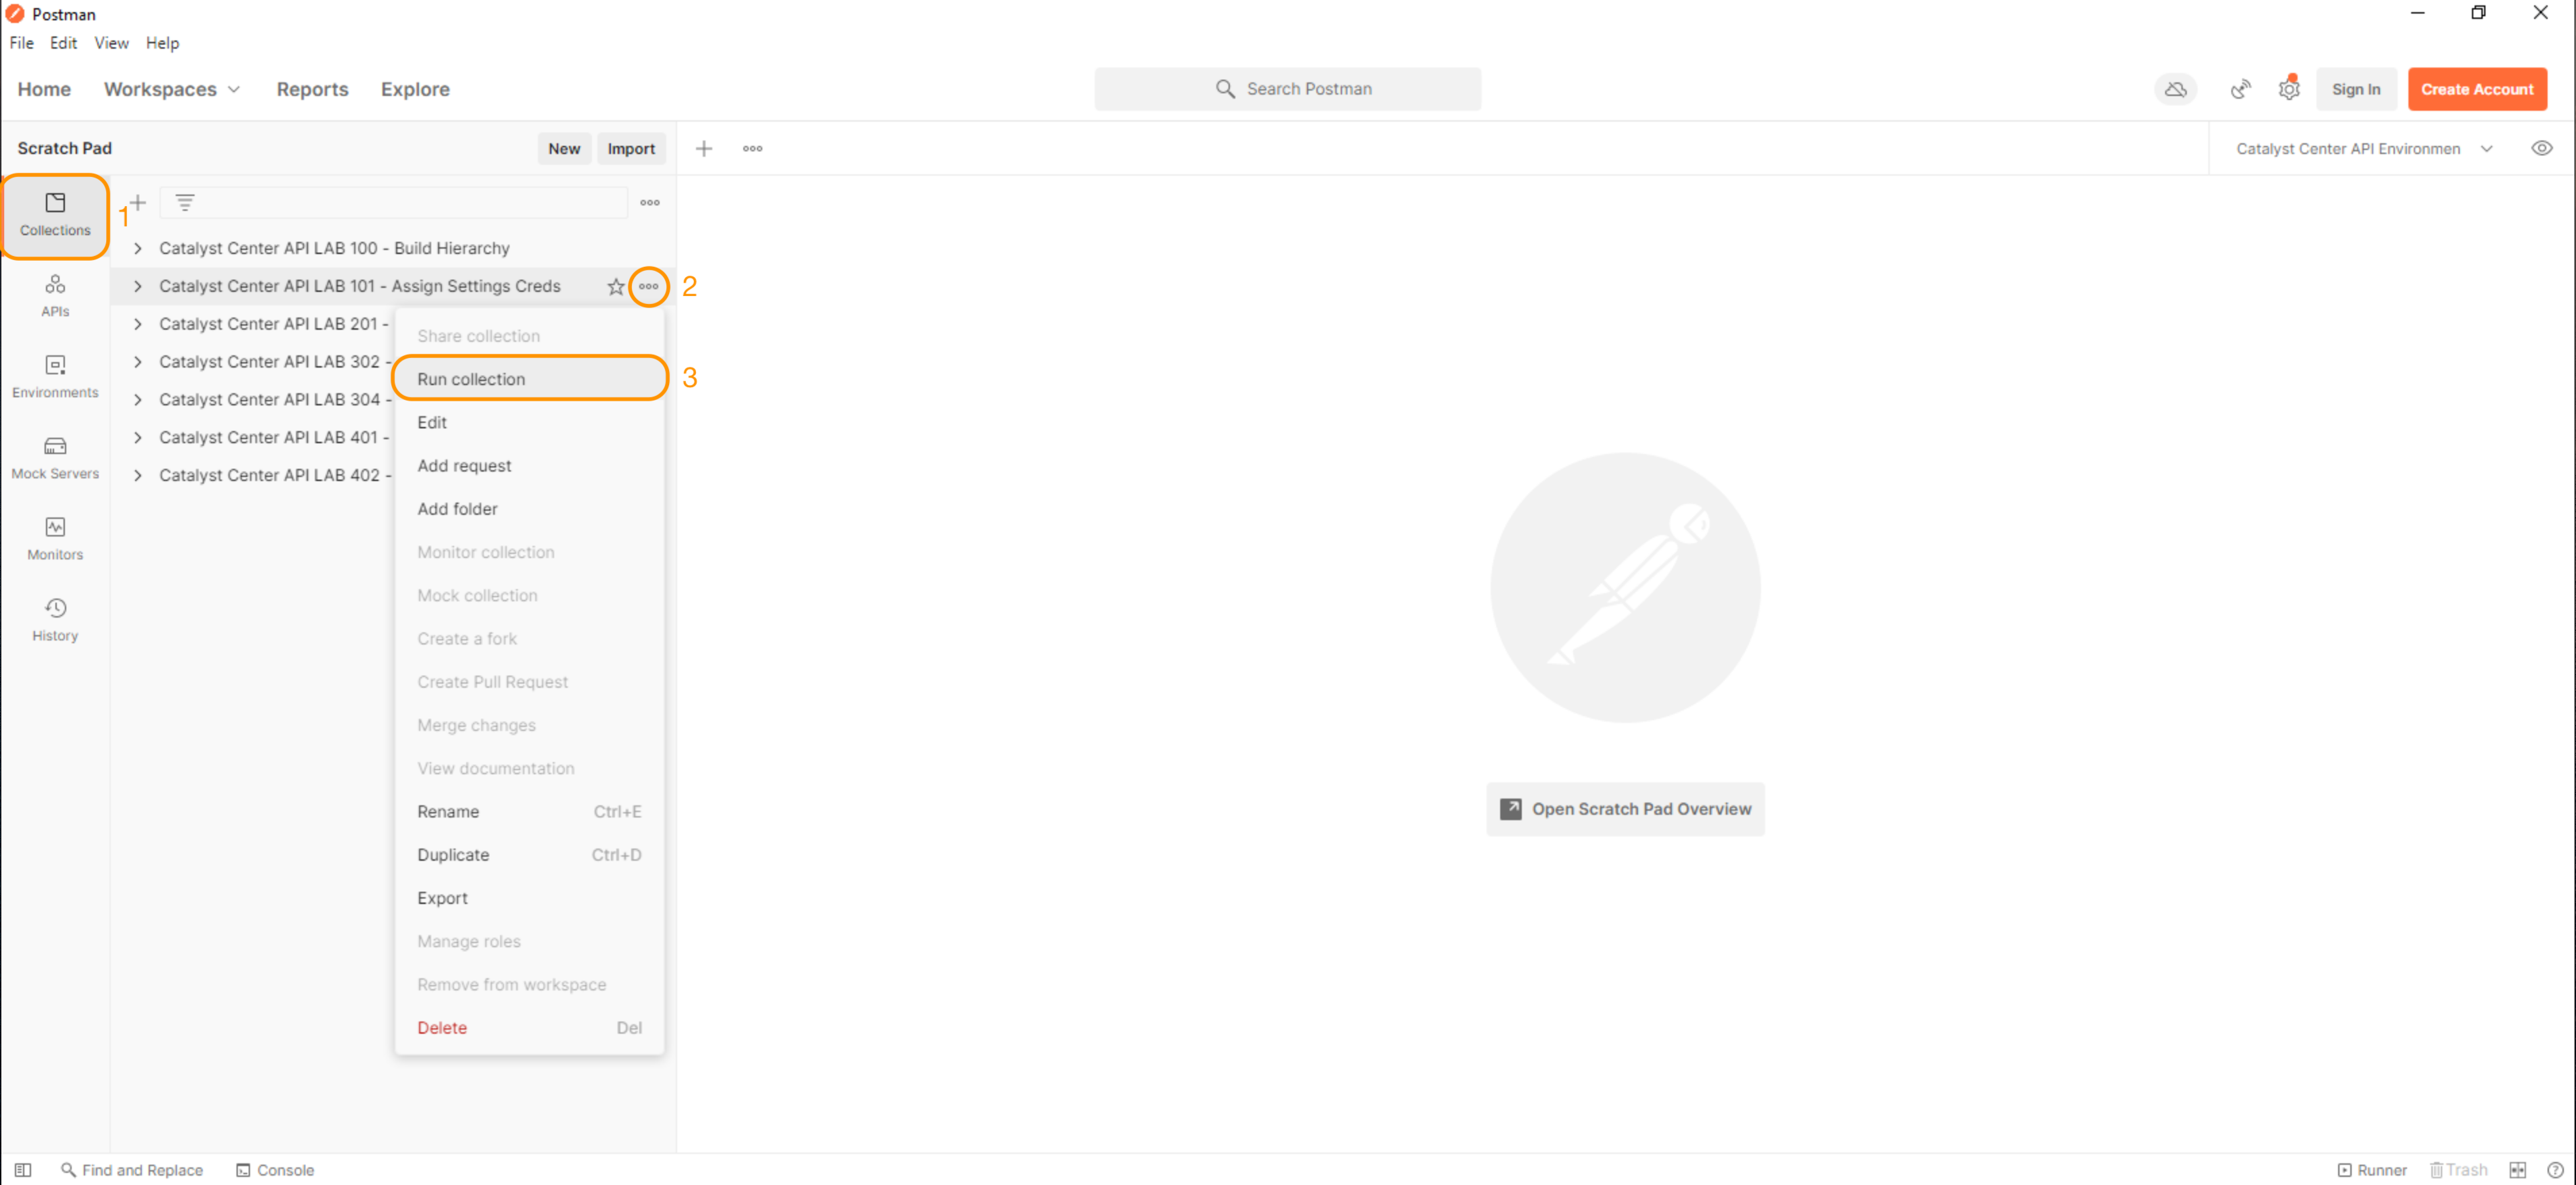 Postman
File Edit View Help
Home Workspaces Reports Explore Search Postman Sign In Create Account
Scratch Pad New Import Catalyst Center API Environmen
Collections 1
Catalyst Center API LAB 100 - Build Hierarchy
Catalyst Center API LAB 101 - Assign Settings Creds 2
APIs
Catalyst Center API LAB 201 -
Catalyst Center API LAB 302 -
Environments
Catalyst Center API LAB 304 -
Catalyst Center API LAB 401 -
Mock Servers
Catalyst Center API LAB 402 -
Monitors
History
Share collection
Run collection 3
Edit
Add request
Add folder
Monitor collection
Mock collection
Create a fork
Create Pull Request
Merge changes
View documentation
Rename Ctrl+E
Duplicate Ctrl+D
Export
Manage roles
Remove from workspace
Delete Del
Open Scratch Pad Overview
Find and Replace Console Runner Trash